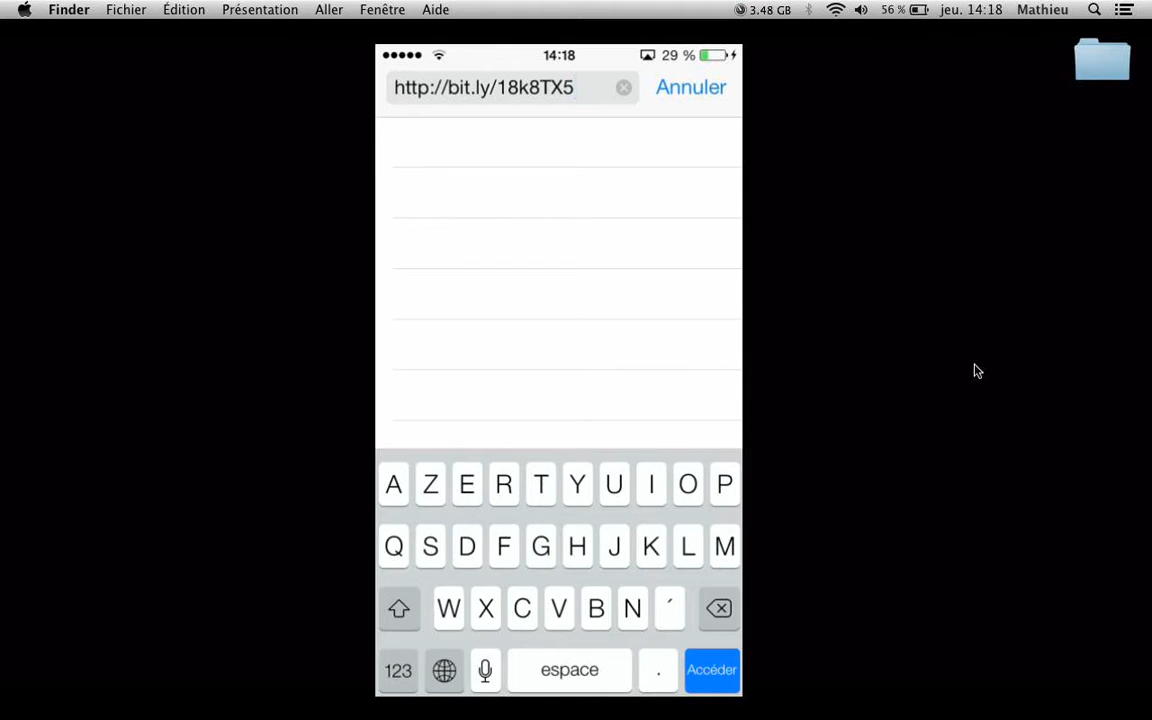 Finder Fichier Édition Présentation Aller Fenêtre Aide 3.48 GB 56 % jeu. 14:18 Mathieu
14:18 29 %
http://bit.ly/18k8TX5 Annuler
A Z E R T Y U I O P
Q S D F G H J K L M
W X C V B N ´
123 espace . Accéder